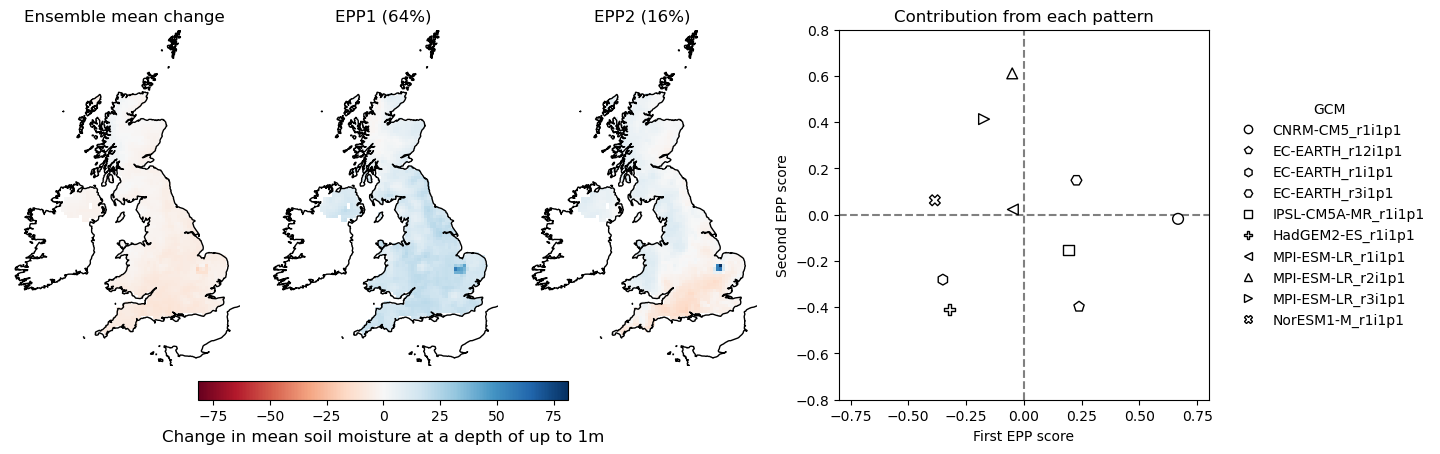 Ensemble mean change
EPP1 (64%)
EPP2 (16%)
−75 −50 −25 0 25 50 75
Change in mean soil moisture at a depth of up to 1m
Contribution from each pattern
Second EPP score
0.8
0.6
0.4
0.2
0.0
−0.2
−0.4
−0.6
−0.8
−0.75 −0.50 −0.25 0.00 0.25 0.50 0.75
First EPP score
GCM
CNRM-CM5_r1i1p1
EC-EARTH_r12i1p1
EC-EARTH_r1i1p1
EC-EARTH_r3i1p1
IPSL-CM5A-MR_r1i1p1
HadGEM2-ES_r1i1p1
MPI-ESM-LR_r1i1p1
MPI-ESM-LR_r2i1p1
MPI-ESM-LR_r3i1p1
NorESM1-M_r1i1p1